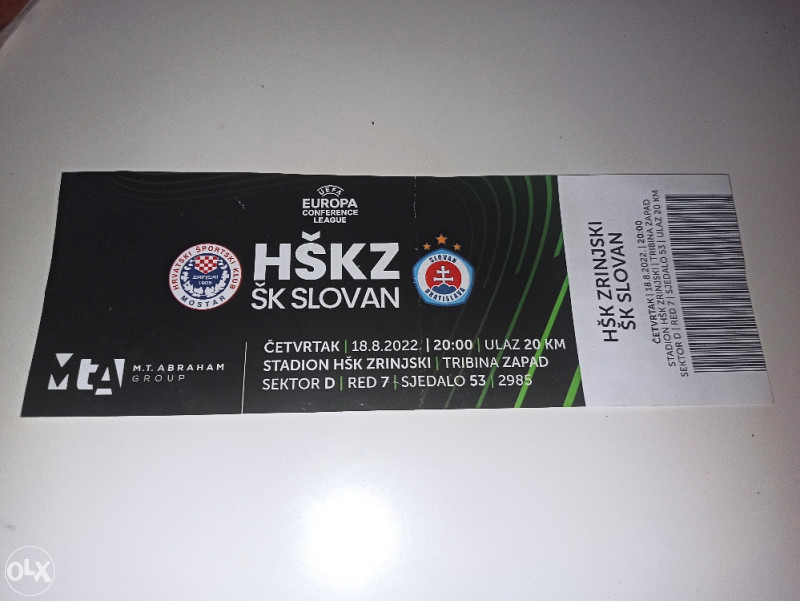 UEFA
EUROPA
CONFERENCE
LEAGUE
HRVATSKI ŠPORTSKI KLUB
ZRINJSKI
1905
MOSTAR
HŠKZ
ŠK SLOVAN
SLOVAN
BRATISLAVA
ČETVRTAK | 18.8.2022. | 20:00 | ULAZ 20 KM
STADION HŠK ZRINJSKI | TRIBINA ZAPAD
SEKTOR D | RED 7 | SJEDALO 53 | 2985
MTA M.T. ABRAHAM
GROUP
HŠK ZRINJSKI
ŠK SLOVAN
ČETVRTAK | 18.8.2022. | 20:00
STADION HŠK ZRINJSKI | TRIBINA ZAPAD
SEKTOR D | RED 7 | SJEDALO 53 | ULAZ 20 KM
OLX